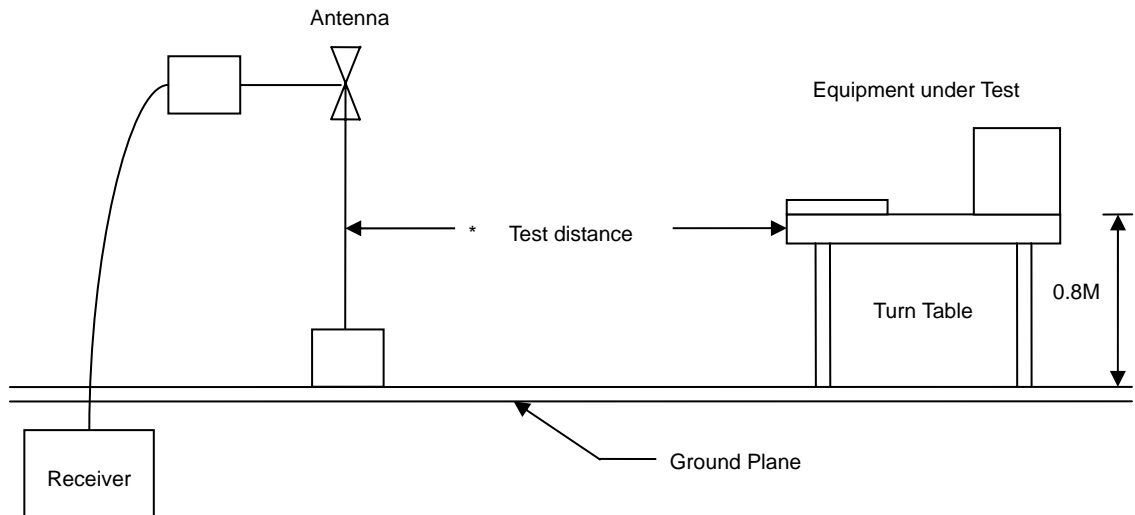 Antenna
Equipment under Test
* Test distance
0.8M
Turn Table
Ground Plane
Receiver